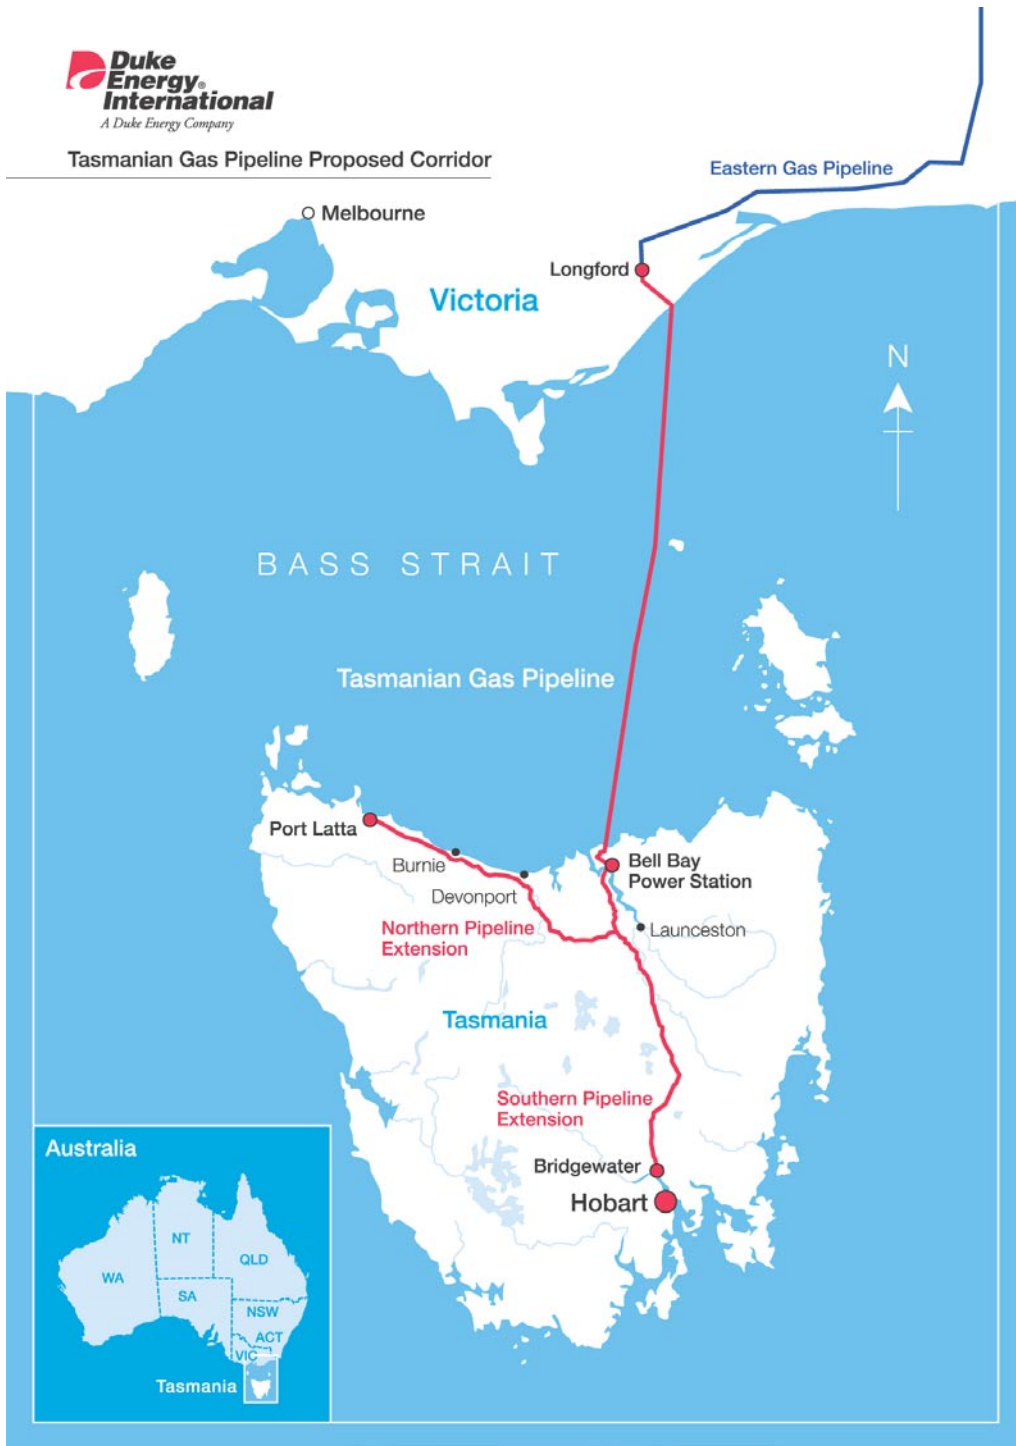 Duke
Energy®
International
A Duke Energy Company
Tasmanian Gas Pipeline Proposed Corridor
Eastern Gas Pipeline
Melbourne
Longford
Victoria
N
BASS STRAIT
Tasmanian Gas Pipeline
Port Latta
Burnie
Devonport
Bell Bay
Power Station
Northern Pipeline
Extension
Launceston
Tasmania
Southern Pipeline
Extension
Bridgewater
Hobart
Australia
NT
QLD
WA
SA
NSW
ACT
VIC
Tasmania